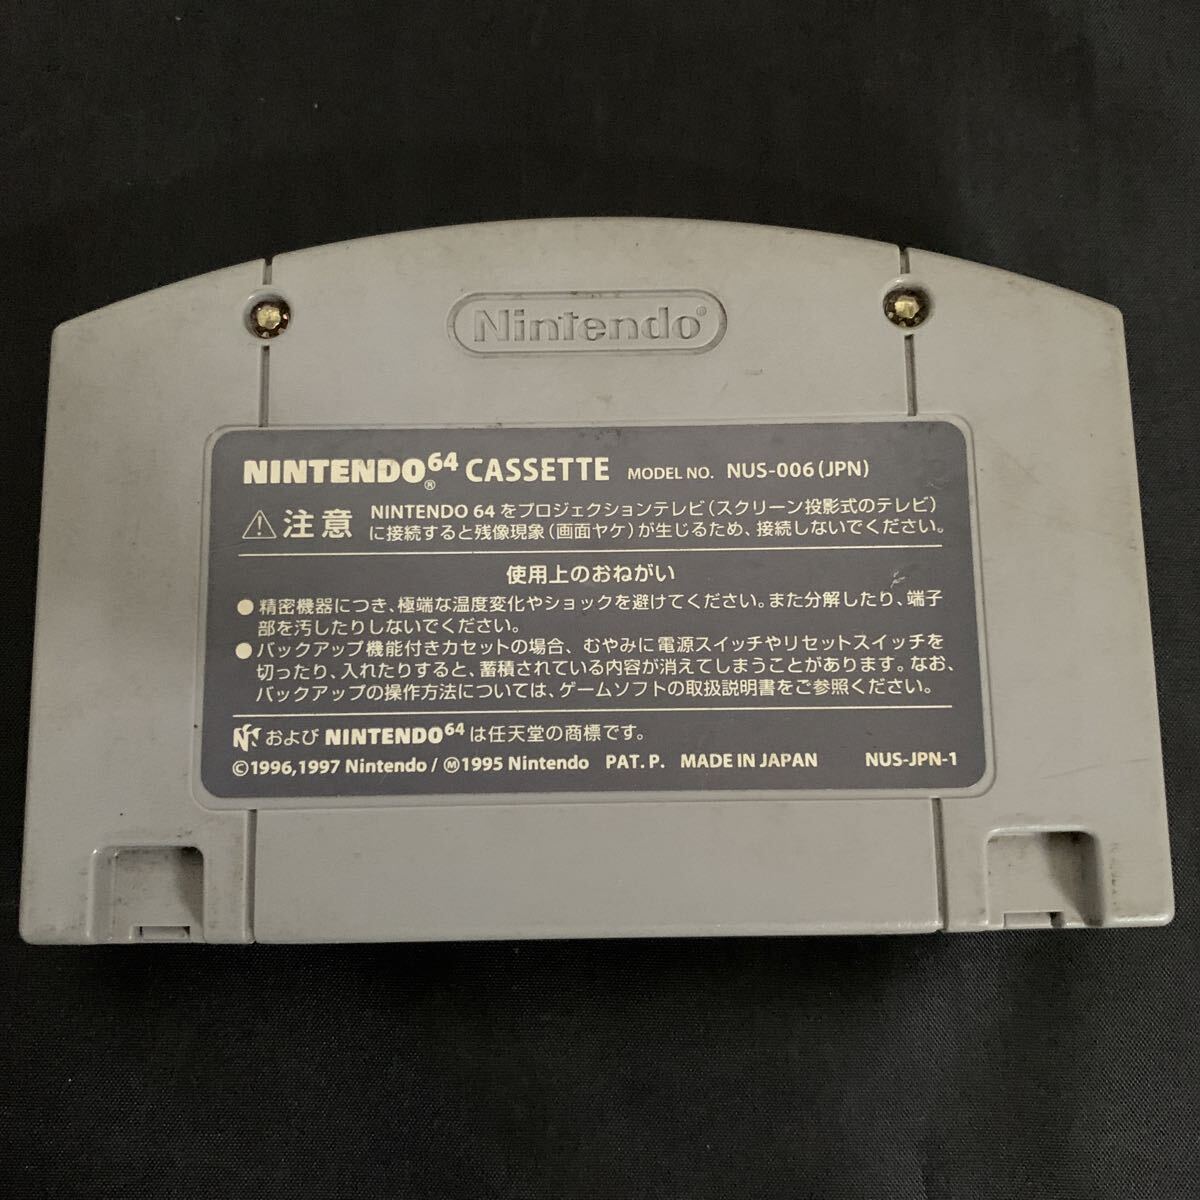 Nintendo®
NINTENDO⁶⁴® CASSETTE MODEL NO. NUS-006(JPN)
⚠注意 NINTENDO 64をプロジェクションテレビ(スクリーン投影式のテレビ)
に接続すると残像現象(画面ヤケ)が生じるため、接続しないでください。
使用上のおねがい
●精密機器につき、極端な温度変化やショックを避けてください。また分解したり、端子
部を汚したりしないでください。
●バックアップ機能付きカセットの場合、むやみに電源スイッチやリセットスイッチを
切ったり、入れたりすると、蓄積されている内容が消えてしまうことがあります。なお、
バックアップの操作方法については、ゲームソフトの取扱説明書をご参照ください。
およびNINTENDO⁶⁴は任天堂の商標です。
©1996,1997 Nintendo/Ⓜ1995 Nintendo PAT.P. MADE IN JAPAN NUS-JPN-1